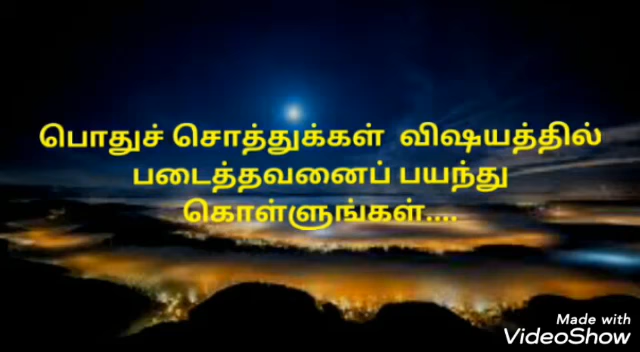 பொதுச் சொத்துக்கள் விஷயத்தில்
படைத்தவனைப் பயந்து
கொள்ளுங்கள்....
Made with
VideoShow